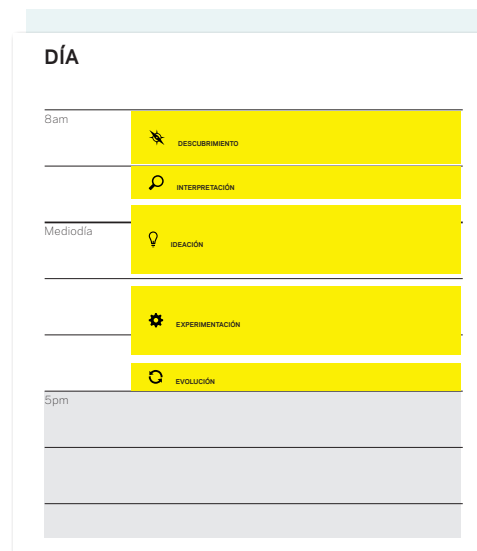 DÍA
8am
DESCUBRIMIENTO
INTERPRETACIÓN
Mediodía
IDEACIÓN
EXPERIMENTACIÓN
EVOLUCIÓN
5pm